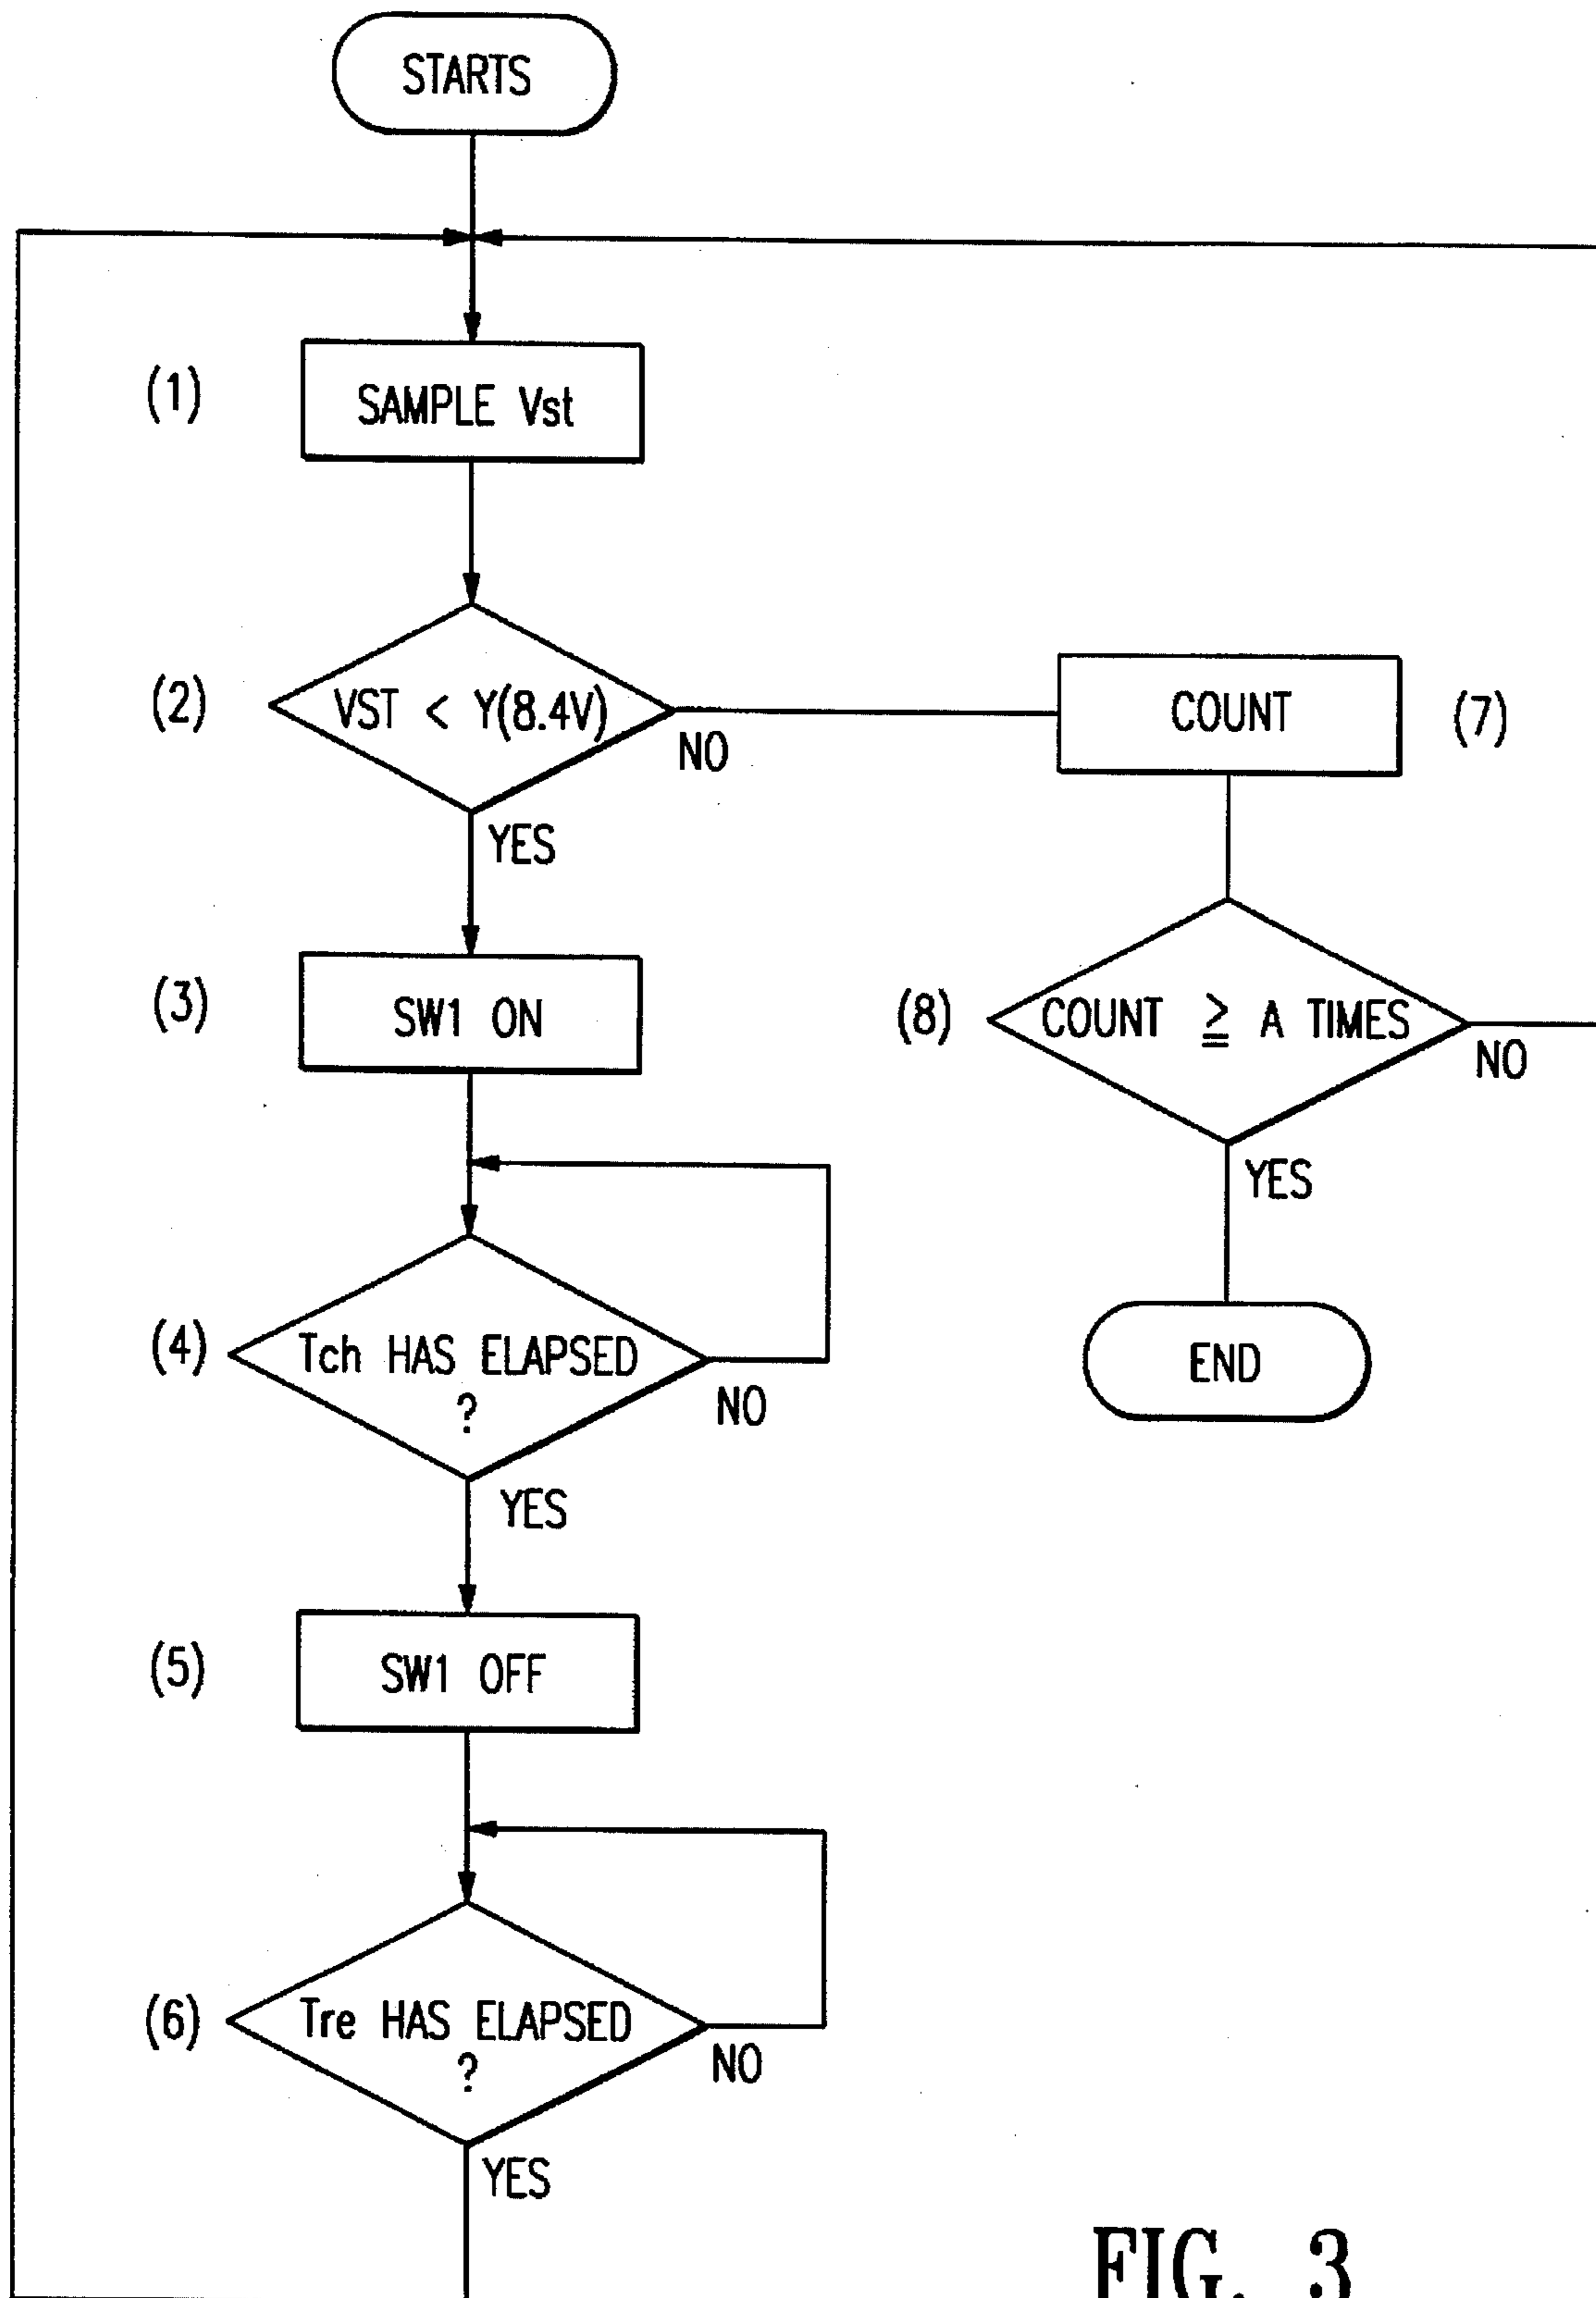 STARTS
(1)
SAMPLE Vst
(2)
VST < Y(8.4V)
NO
YES
COUNT
(7)
(3)
SW1 ON
(8)
COUNT ≧ A TIMES
NO
YES
(4)
Tch HAS ELAPSED
?
NO
YES
END
(5)
SW1 OFF
(6)
Tre HAS ELAPSED
?
NO
YES
FIG. 3